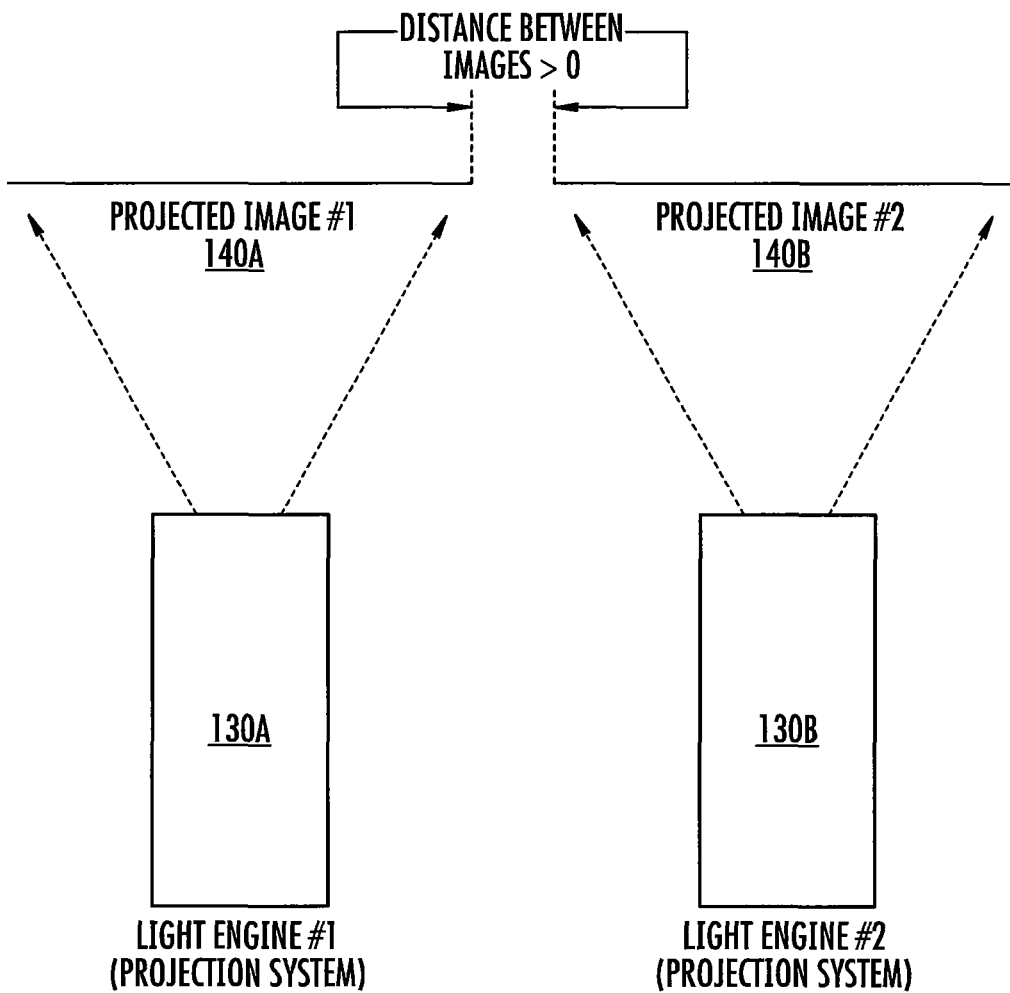 DISTANCE BETWEEN
IMAGES > 0
PROJECTED IMAGE #1
140A
PROJECTED IMAGE #2
140B
130A
130B
LIGHT ENGINE #1
(PROJECTION SYSTEM)
LIGHT ENGINE #2
(PROJECTION SYSTEM)